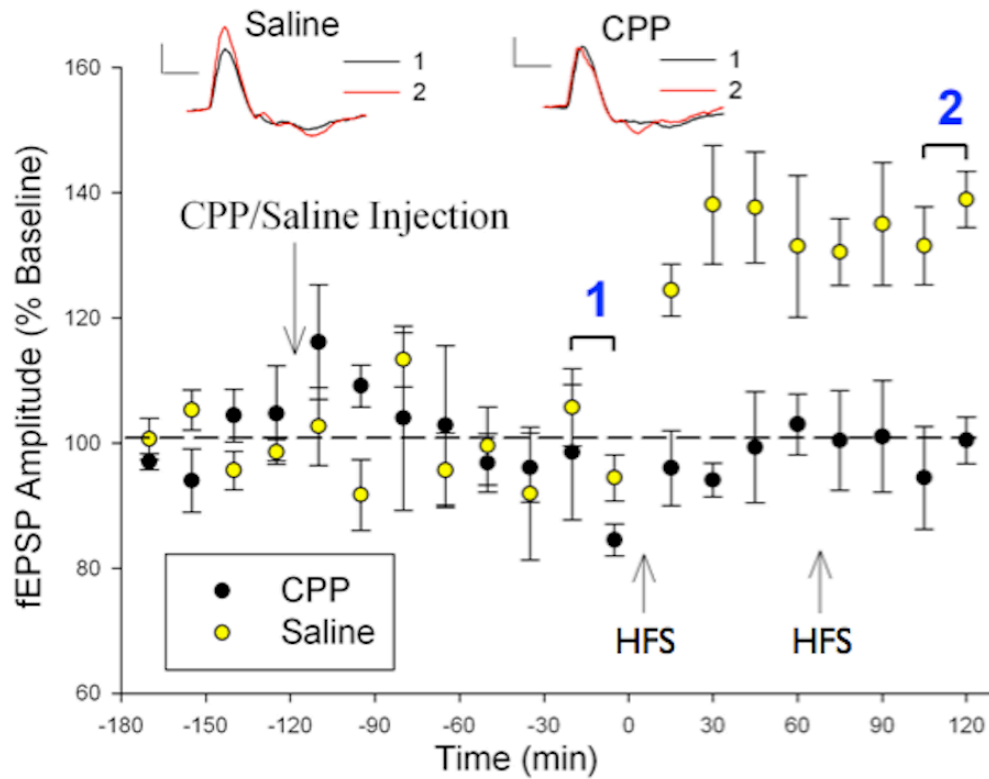 Saline
1
2
CPP
1
2
160
140
120
100
80
60
fEPSP Amplitude (% Baseline)
CPP/Saline Injection
1
2
CPP
Saline
HFS
HFS
-180 -150 -120 -90 -60 -30 0 30 60 90 120
Time (min)